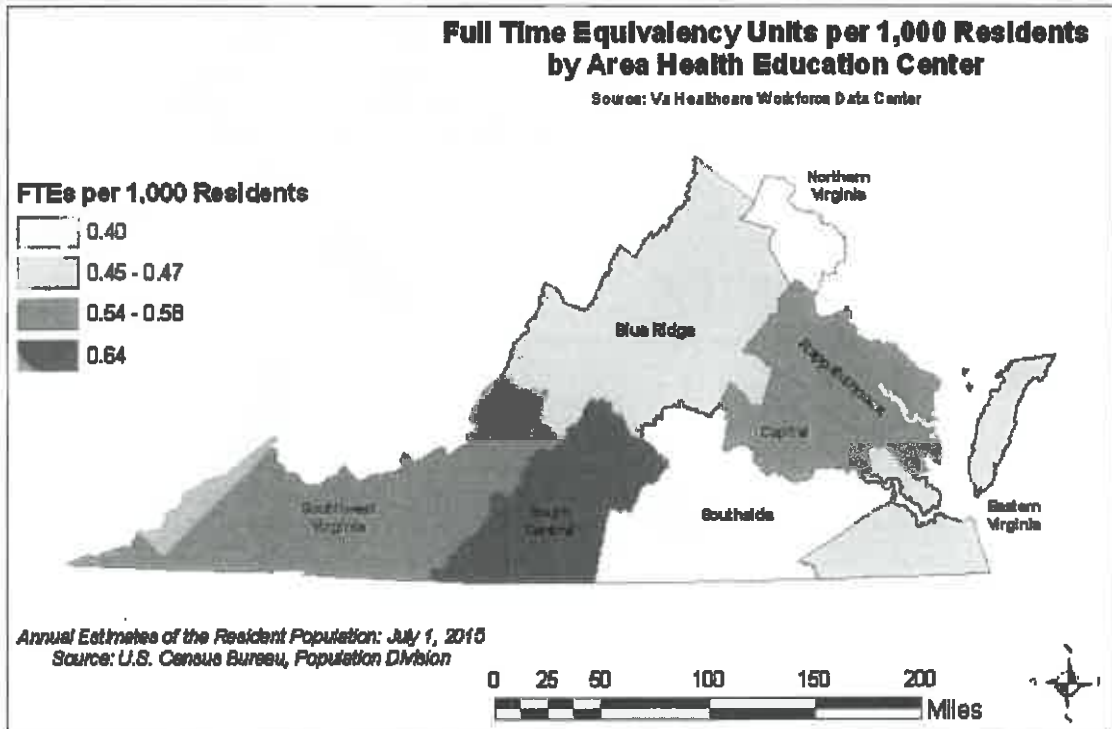 Full Time Equivalency Units per 1,000 Residents
by Area Health Education Center
Source: Va Healthcare Workforce Data Center
FTEs per 1,000 Residents
0.40
0.45 - 0.47
0.54 - 0.58
0.64
Northern
Virginia
Blue Ridge
Rappahannock
Capital
Southwest
Virginia
South
Central
Southside
Eastern
Virginia
Annual Estimates of the Resident Population: July 1, 2015
Source: U.S. Census Bureau, Population Division
0 25 50 100 150 200
Miles